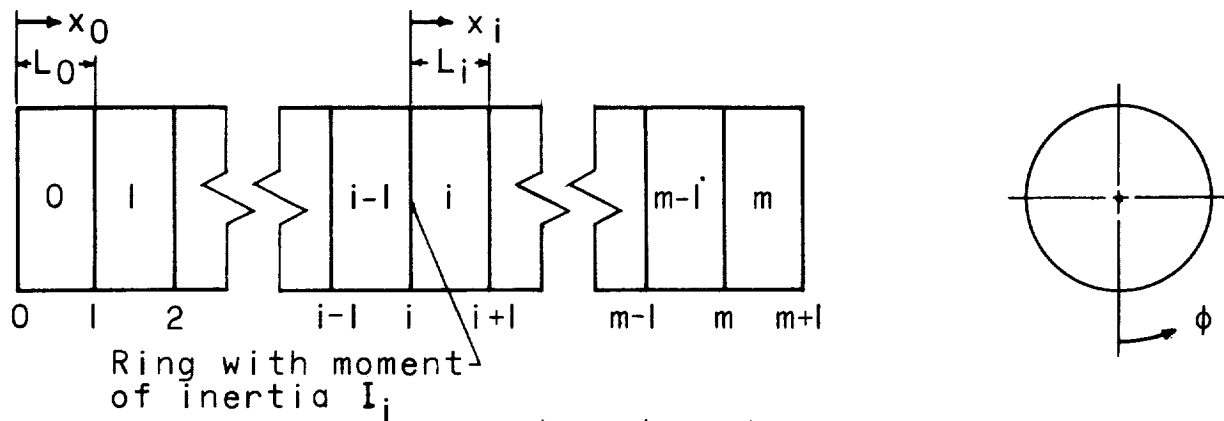 x₀ xᵢ
L₀ Lᵢ
0 1 i-1 i m-1 m φ
0 1 2 i-1 i i+1 m-1 m m+1
Ring with moment
of inertia Iᵢ